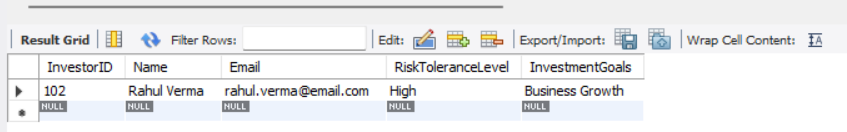 Result Grid Filter Rows: Edit: Export/Import: Wrap Cell Content: IA
InvestorID Name Email RiskToleranceLevel InvestmentGoals
102 Rahul Verma rahul.verma@email.com High Business Growth
NULL NULL NULL NULL NULL